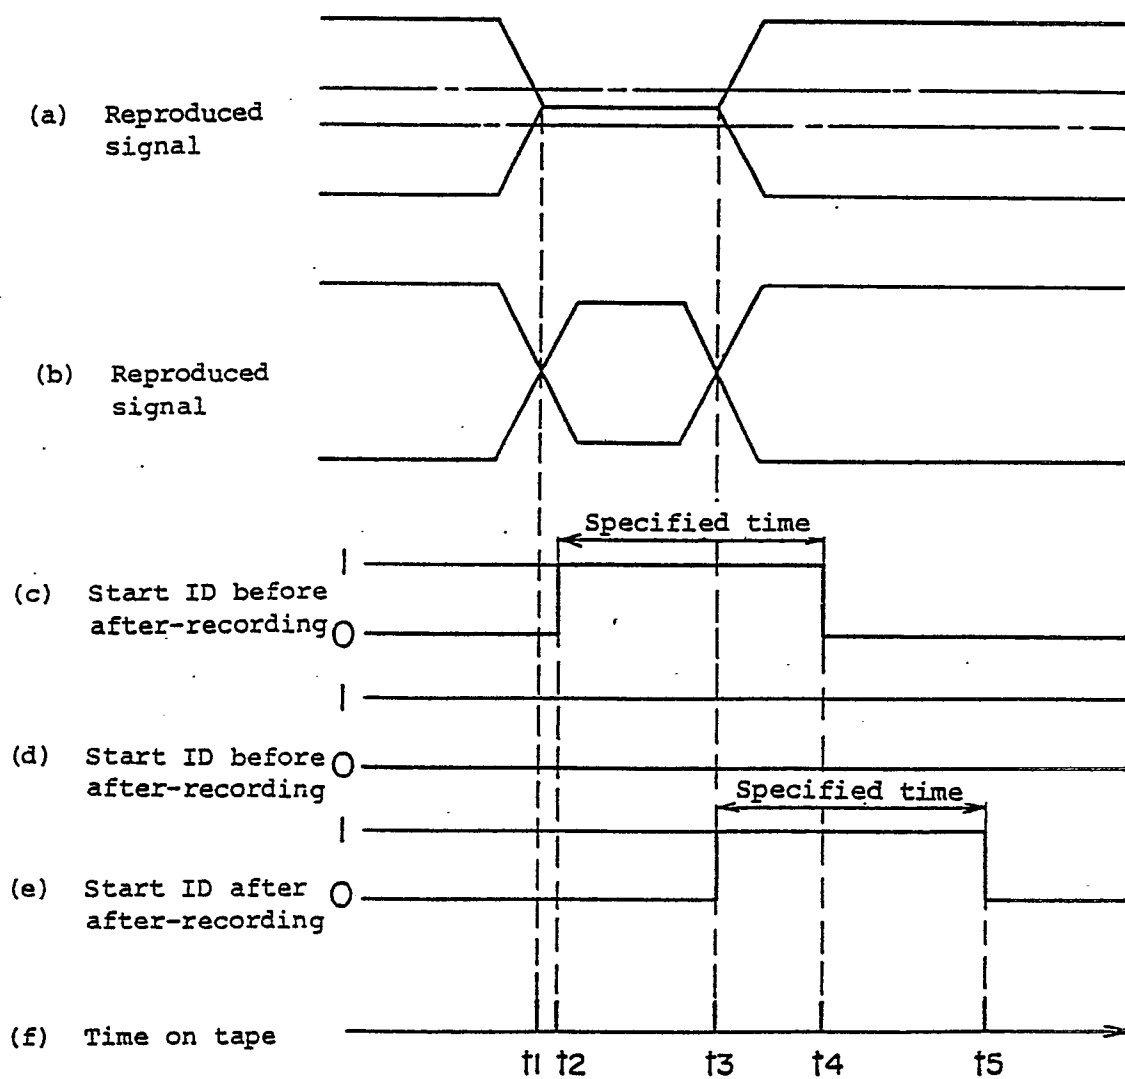 (a) Reproduced
signal
(b) Reproduced
signal
Specified time
1
(c) Start ID before
after-recording 0
1
(d) Start ID before 0
after-recording
Specified time
1
(e) Start ID after 0
after-recording
(f) Time on tape
t1 t2 t3 t4 t5